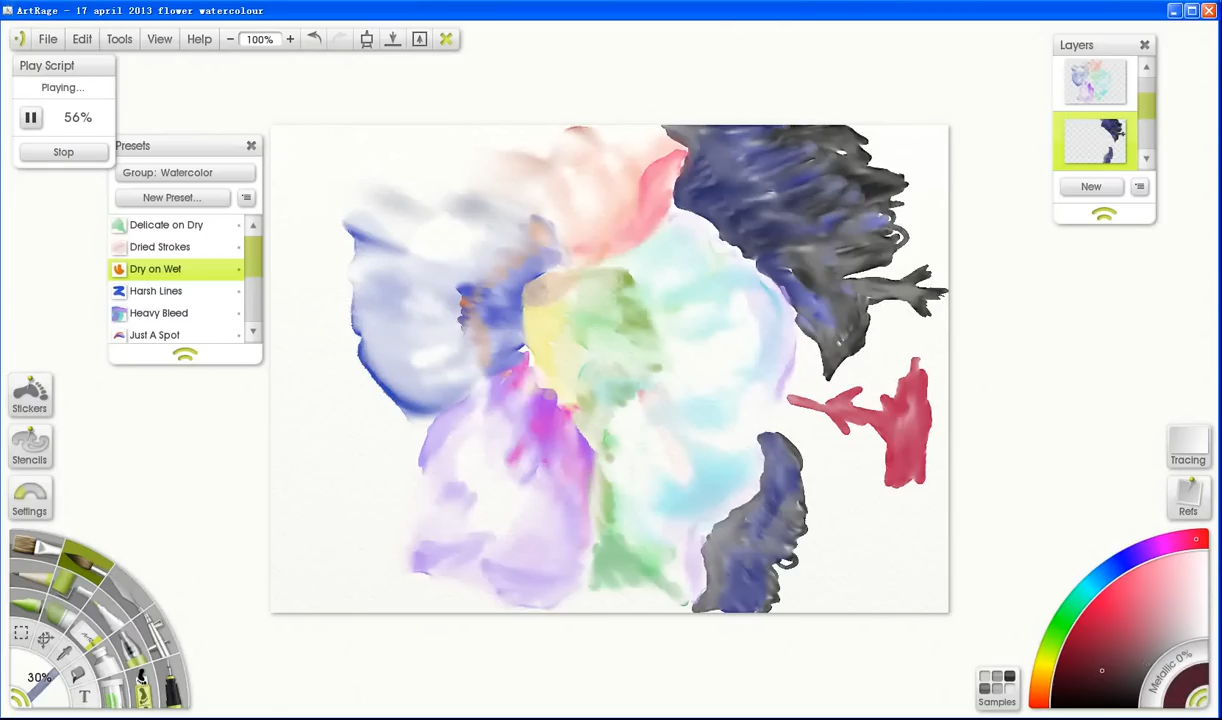 ArtRage - 17 april 2013 flower watercolour
File Edit Tools View Help - 100% +
Play Script
Playing...
56%
Stop
Presets
Group: Watercolor
New Preset...
Delicate on Dry
Dried Strokes
Dry on Wet
Harsh Lines
Heavy Bleed
Just A Spot
Layers
New
Stickers
Stencils
Settings
30%
T
Tracing
Refs
Metallic 0%
Samples